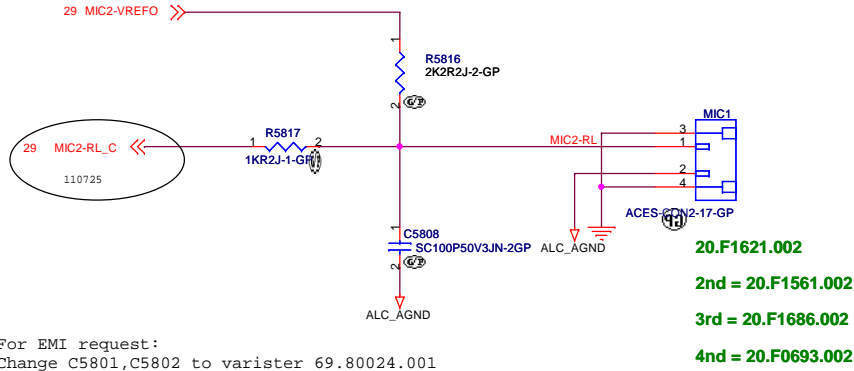 29 MIC2-VREFO
1
R5816
2K2R2J-2-GP
2
29 MIC2-RL_C
110725
1
R5817
2
1KR2J-1-GP
MIC2-RL
MIC1
3
1
2
4
ACES-CON2-17-GP
GP
1
C5808
SC100P50V3JN-2GP
2
ALC_AGND
ALC_AGND
20.F1621.002
2nd = 20.F1561.002
3rd = 20.F1686.002
4nd = 20.F0693.002
For EMI request:
Change C5801,C5802 to varister 69.80024.001